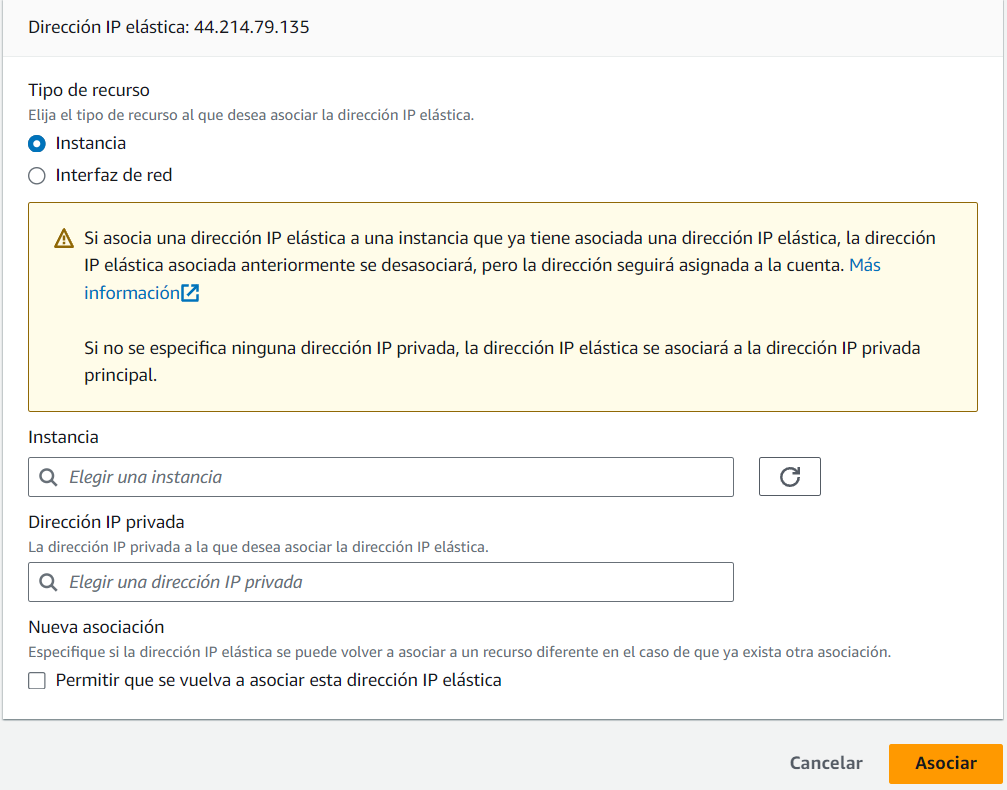 Dirección IP elástica: 44.214.79.135
Tipo de recurso
Elija el tipo de recurso al que desea asociar la dirección IP elástica.
Instancia
Interfaz de red
Si asocia una dirección IP elástica a una instancia que ya tiene asociada una dirección IP elástica, la dirección
IP elástica asociada anteriormente se desasociará, pero la dirección seguirá asignada a la cuenta. Más
información
Si no se especifica ninguna dirección IP privada, la dirección IP elástica se asociará a la dirección IP privada
principal.
Instancia
Elegir una instancia
Dirección IP privada
La dirección IP privada a la que desea asociar la dirección IP elástica.
Elegir una dirección IP privada
Nueva asociación
Especifique si la dirección IP elástica se puede volver a asociar a un recurso diferente en el caso de que ya exista otra asociación.
Permitir que se vuelva a asociar esta dirección IP elástica
Cancelar
Asociar